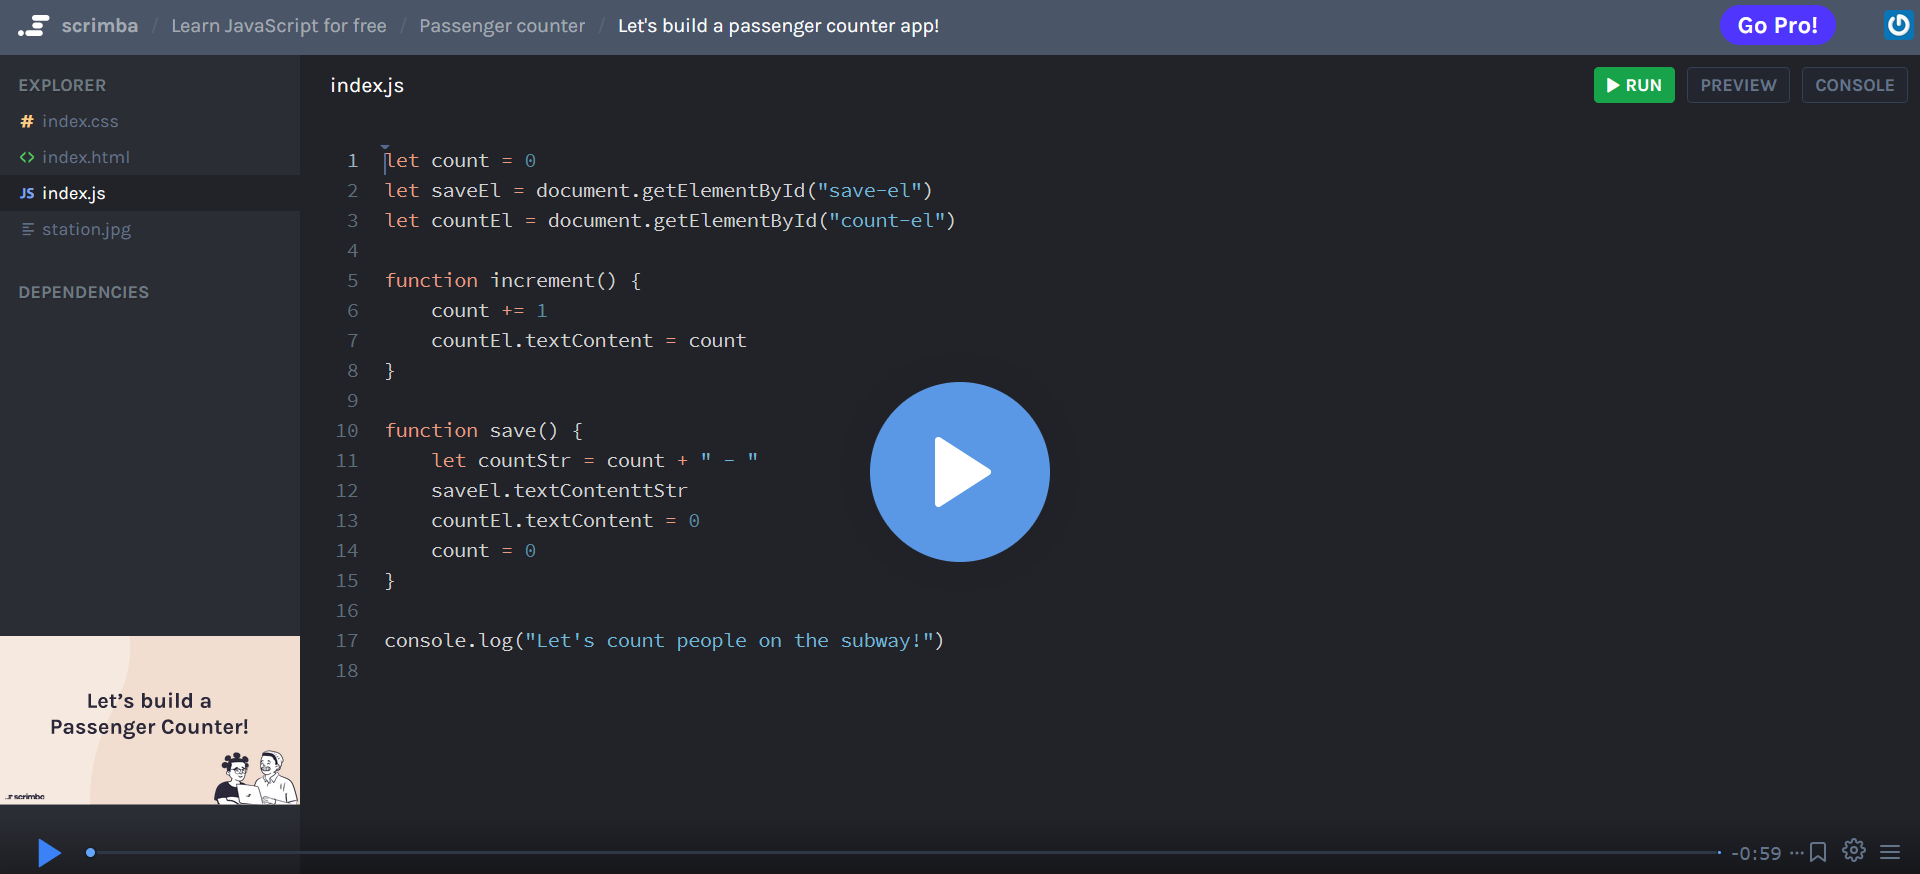 scrimba / Learn JavaScript for free / Passenger counter / Let's build a passenger counter app! Go Pro!
EXPLORER
# index.css
<> index.html
JS index.js
station.jpg
DEPENDENCIES
index.js
RUN PREVIEW CONSOLE
1 let count = 0
2 let saveEl = document.getElementById("save-el")
3 let countEl = document.getElementById("count-el")
4
5 function increment() {
6     count += 1
7     countEl.textContent = count
8 }
9
10 function save() {
11     let countStr = count + " - "
12     saveEl.textContenttStr
13     countEl.textContent = 0
14     count = 0
15 }
16
17 console.log("Let's count people on the subway!")
18
Let's build a
Passenger Counter!
scrimba
-0:59